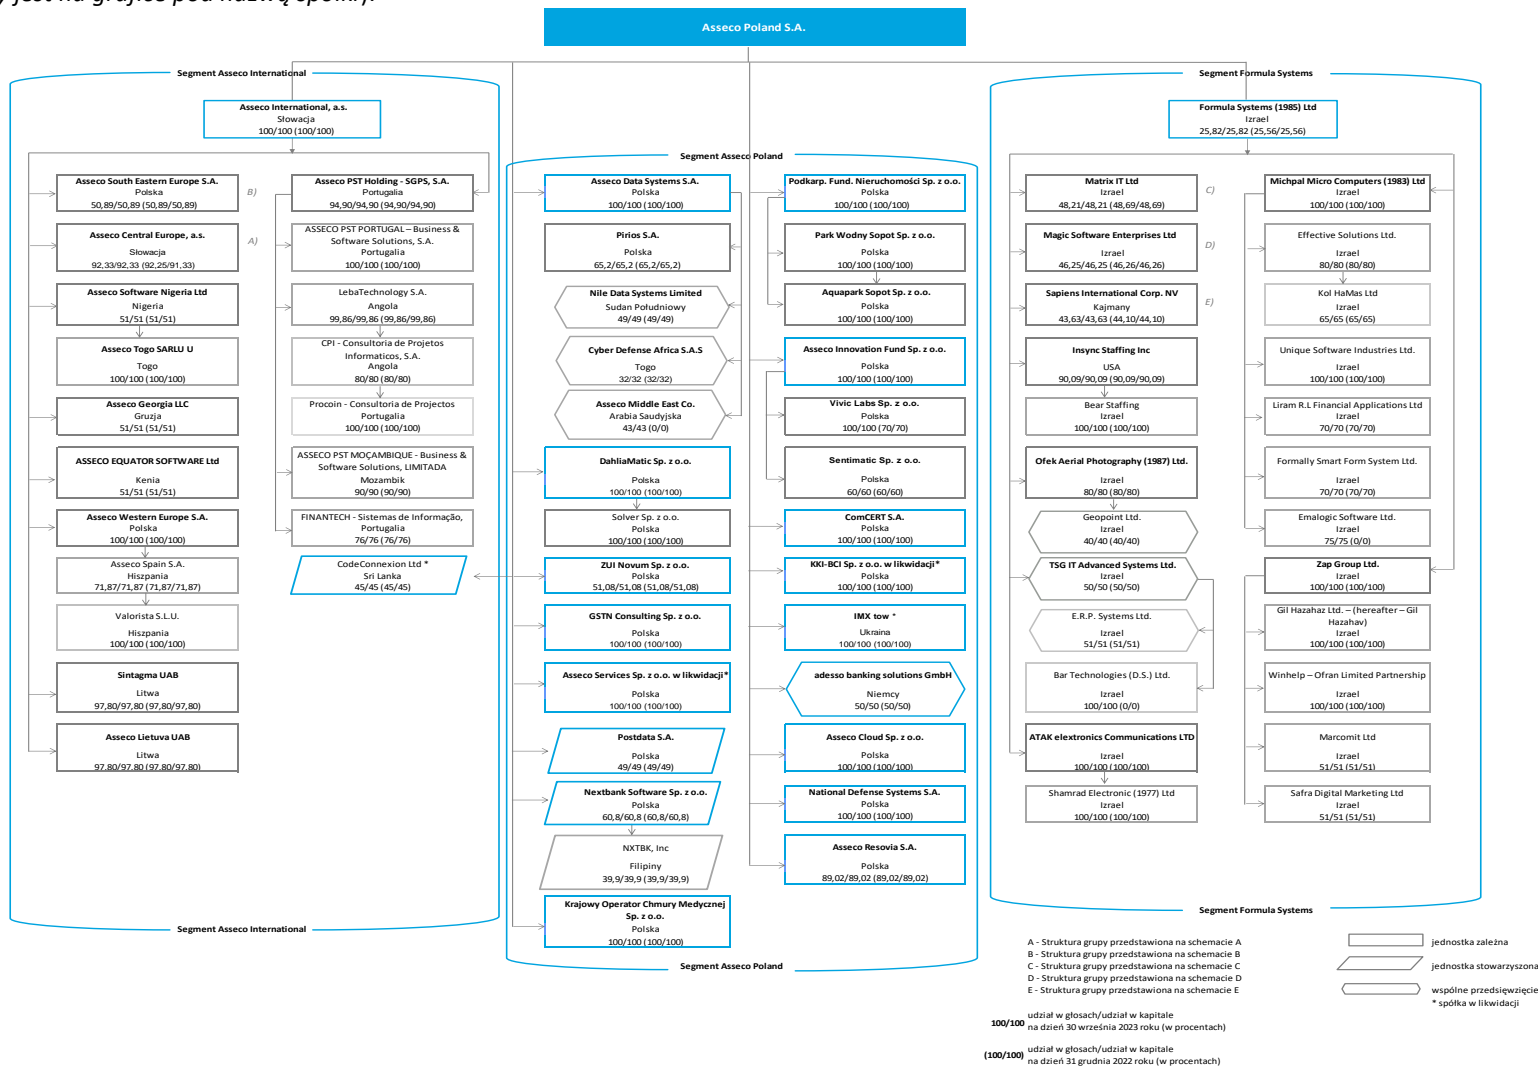 ) jest na grafice pod nazwą spółki).
Asseco Poland S.A.
Segment Asseco International
Asseco International, a.s.
Słowacja
100/100 (100/100)
Asseco South Eastern Europe S.A.
Polska
50,89/50,89 (50,89/50,89)
B)
Asseco Central Europe, a.s.
Słowacja
92,33/92,33 (92,25/91,33)
A)
Asseco Software Nigeria Ltd
Nigeria
51/51 (51/51)
Asseco Togo SARLU U
Togo
100/100 (100/100)
Asseco Georgia LLC
Gruzja
51/51 (51/51)
ASSECO EQUATOR SOFTWARE Ltd
Kenia
51/51 (51/51)
Asseco Western Europe S.A.
Polska
100/100 (100/100)
Asseco Spain S.A.
Hiszpania
71,87/71,87 (71,87/71,87)
Valorista S.L.U.
Hiszpania
100/100 (100/100)
Sintagma UAB
Litwa
97,80/97,80 (97,80/97,80)
Asseco Lietuva UAB
Litwa
97,80/97,80 (97,80/97,80)
Asseco PST Holding - SGPS, S.A.
Portugalia
94,90/94,90 (94,90/94,90)
ASSECO PST PORTUGAL – Business &
Software Solutions, S.A.
Portugalia
100/100 (100/100)
LebaTechnology S.A.
Angola
99,86/99,86 (99,86/99,86)
CPI - Consultoria de Projetos
Informaticos, S.A.
Angola
80/80 (80/80)
Procoin - Consultoria de Projectos
Portugalia
100/100 (100/100)
ASSECO PST MOÇAMBIQUE - Business &
Software Solutions, LIMITADA
Mozambik
90/90 (90/90)
FINANTECH - Sistemas de Informação,
Portugalia
76/76 (76/76)
CodeConnexion Ltd *
Sri Lanka
45/45 (45/45)
Segment Asseco International
Segment Asseco Poland
Asseco Data Systems S.A.
Polska
100/100 (100/100)
Pirios S.A.
Polska
65,2/65,2 (65,2/65,2)
Nile Data Systems Limited
Sudan Południowy
49/49 (49/49)
Cyber Defense Africa S.A.S
Togo
32/32 (32/32)
Asseco Middle East Co.
Arabia Saudyjska
43/43 (0/0)
DahliaMatic Sp. z o.o.
Polska
100/100 (100/100)
Solver Sp. z o.o.
Polska
100/100 (100/100)
ZUI Novum Sp. z o.o.
Polska
51,08/51,08 (51,08/51,08)
GSTN Consulting Sp. z o.o.
Polska
100/100 (100/100)
Asseco Services Sp. z o.o. w likwidacji*
Polska
100/100 (100/100)
Postdata S.A.
Polska
49/49 (49/49)
Nextbank Software Sp. z o.o.
Polska
60,8/60,8 (60,8/60,8)
NXTBK, Inc
Filipiny
39,9/39,9 (39,9/39,9)
Krajowy Operator Chmury Medycznej
Sp. z o.o.
Polska
100/100 (100/100)
Podkarp. Fund. Nieruchomości Sp. z o.o.
Polska
100/100 (100/100)
Park Wodny Sopot Sp. z o.o.
Polska
100/100 (100/100)
Aquapark Sopot Sp. z o.o.
Polska
100/100 (100/100)
Asseco Innovation Fund Sp. z o.o.
Polska
100/100 (100/100)
Vivic Labs Sp. z o.o.
Polska
100/100 (70/70)
Sentimatic Sp. z o.o.
Polska
60/60 (60/60)
ComCERT S.A.
Polska
100/100 (100/100)
KKI-BCI Sp. z o.o. w likwidacji*
Polska
100/100 (100/100)
IMX tow *
Ukraina
100/100 (100/100)
adesso banking solutions GmbH
Niemcy
50/50 (50/50)
Asseco Cloud Sp. z o.o.
Polska
100/100 (100/100)
National Defense Systems S.A.
Polska
100/100 (100/100)
Asseco Resovia S.A.
Polska
89,02/89,02 (89,02/89,02)
Segment Asseco Poland
Segment Formula Systems
Formula Systems (1985) Ltd
Izrael
25,82/25,82 (25,56/25,56)
Matrix IT Ltd
Izrael
48,21/48,21 (48,69/48,69)
C)
Magic Software Enterprises Ltd
Izrael
46,25/46,25 (46,26/46,26)
D)
Sapiens International Corp. NV
Kajmany
43,63/43,63 (44,10/44,10)
E)
Insync Staffing Inc
USA
90,09/90,09 (90,09/90,09)
Bear Staffing
Izrael
100/100 (100/100)
Ofek Aerial Photography (1987) Ltd.
Izrael
80/80 (80/80)
Geopoint Ltd.
Izrael
40/40 (40/40)
TSG IT Advanced Systems Ltd.
Izrael
50/50 (50/50)
E.R.P. Systems Ltd.
Izrael
51/51 (51/51)
Bar Technologies (D.S.) Ltd.
Izrael
100/100 (0/0)
ATAK elextronics Communications LTD
Izrael
100/100 (100/100)
Shamrad Electronic (1977) Ltd
Izrael
100/100 (100/100)
Michpal Micro Computers (1983) Ltd
Izrael
100/100 (100/100)
Effective Solutions Ltd.
Izrael
80/80 (80/80)
Kol HaMas Ltd
Izrael
65/65 (65/65)
Unique Software Industries Ltd.
Izrael
100/100 (100/100)
Liram R.L Financial Applications Ltd
Izrael
70/70 (70/70)
Formally Smart Form System Ltd.
Izrael
70/70 (70/70)
Emalogic Software Ltd.
Izrael
75/75 (0/0)
Zap Group Ltd.
Izrael
100/100 (100/100)
Gil Hazahaz Ltd. – (hereafter – Gil
Hazahav)
Izrael
100/100 (100/100)
Winhelp – Ofran Limited Partnership
Izrael
100/100 (100/100)
Marcomit Ltd
Izrael
51/51 (51/51)
Safra Digital Marketing Ltd
Izrael
51/51 (51/51)
Segment Formula Systems
A - Struktura grupy przedstawiona na schemacie A
B - Struktura grupy przedstawiona na schemacie B
C - Struktura grupy przedstawiona na schemacie C
D - Struktura grupy przedstawiona na schemacie D
E - Struktura grupy przedstawiona na schemacie E
jednostka zależna
jednostka stowarzyszona
wspólne przedsięwzięcie
* spółka w likwidacji
100/100 udział w głosach/udział w kapitale
na dzień 30 września 2023 roku (w procentach)
(100/100) udział w głosach/udział w kapitale
na dzień 31 grudnia 2022 roku (w procentach)